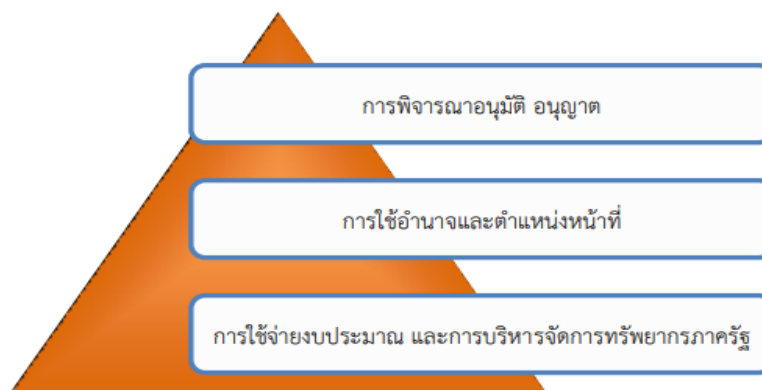 การพิจารณาอนุมัติ อนุญาต
การใช้อำนาจและตำแหน่งหน้าที่
การใช้จ่ายงบประมาณ และการบริหารจัดการทรัพยากรภาครัฐ